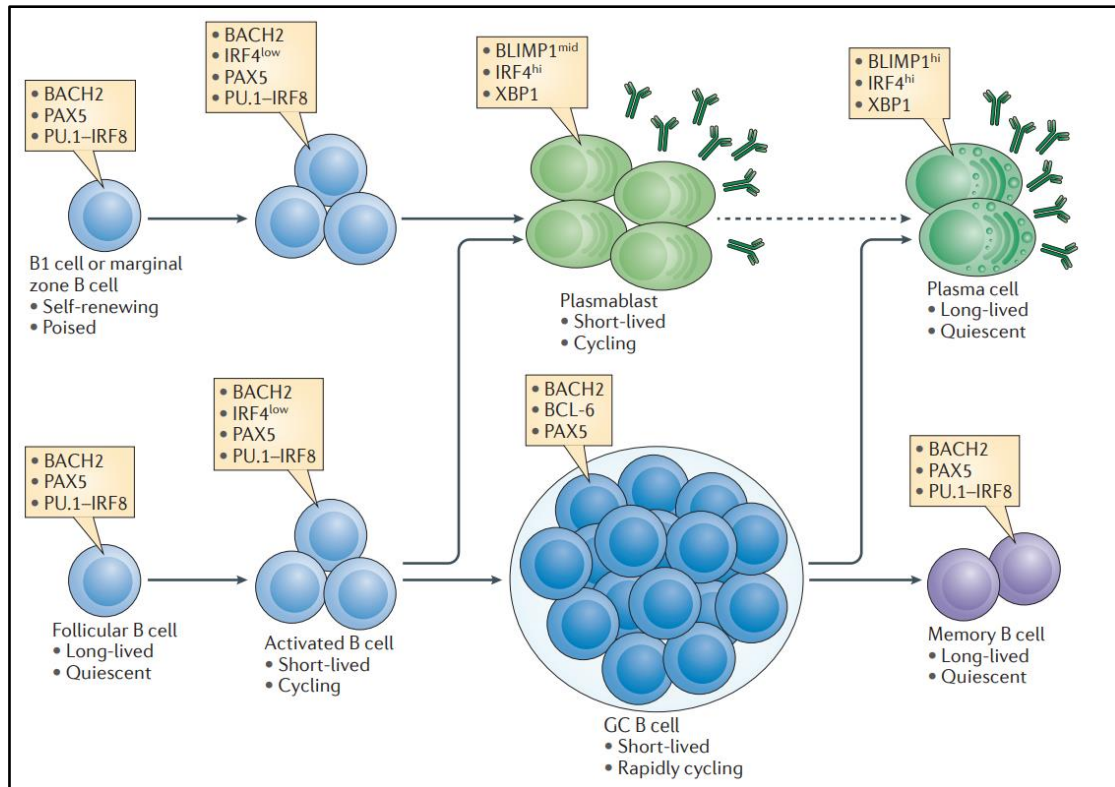 • BACH2
• PAX5
• PU.1–IRF8
B1 cell or marginal
zone B cell
• Self-renewing
• Poised
• BACH2
• IRF4low
• PAX5
• PU.1–IRF8
• BLIMP1mid
• IRF4hi
• XBP1
Plasmablast
• Short-lived
• Cycling
• BLIMP1hi
• IRF4hi
• XBP1
Plasma cell
• Long-lived
• Quiescent
• BACH2
• PAX5
• PU.1–IRF8
Follicular B cell
• Long-lived
• Quiescent
• BACH2
• IRF4low
• PAX5
• PU.1–IRF8
Activated B cell
• Short-lived
• Cycling
• BACH2
• BCL-6
• PAX5
GC B cell
• Short-lived
• Rapidly cycling
• BACH2
• PAX5
• PU.1–IRF8
Memory B cell
• Long-lived
• Quiescent